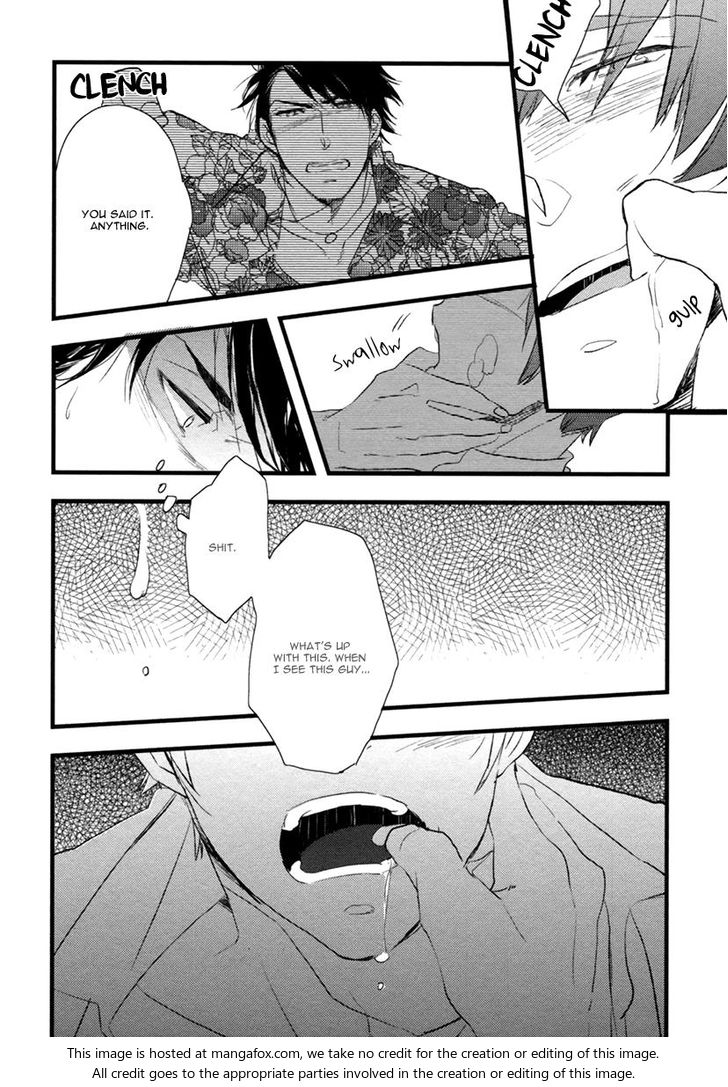 CLENCH
CLENCH
YOU SAID IT.
ANYTHING.
gulp
swallow
SHIT.
WHAT'S UP
WITH THIS. WHEN
I SEE THIS GUY...
This image is hosted at mangafox.com, we take no credit for the creation or editing of this image.
All credit goes to the appropriate parties involved in the creation or editing of this image.